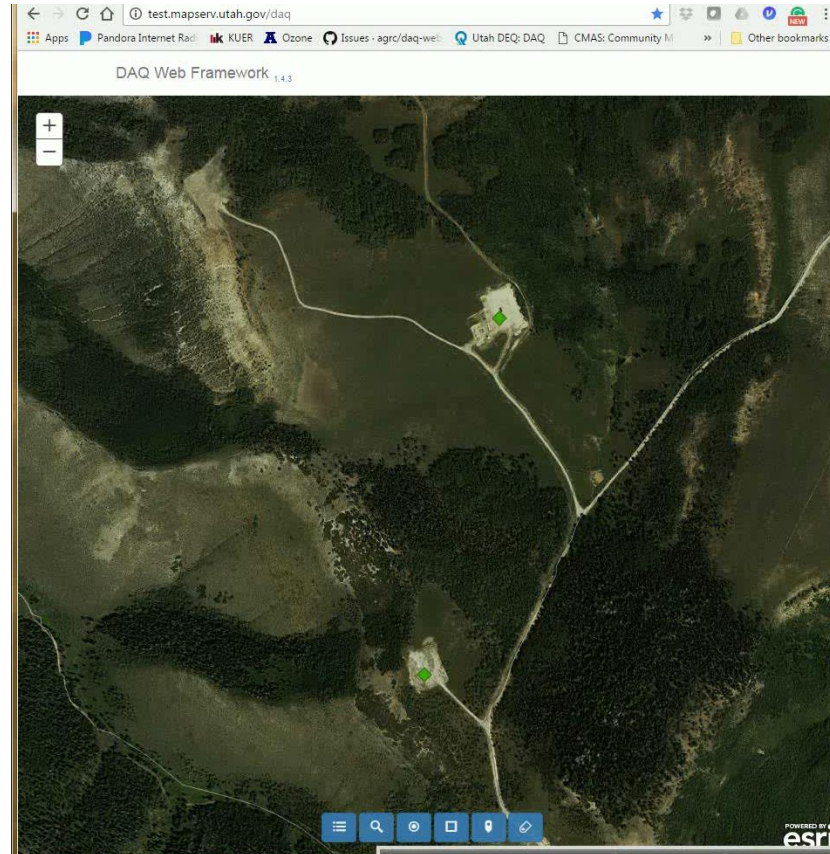 test.mapserv.utah.gov/daq
NEW
Apps Pandora Internet Radi KUER Ozone Issues · agrc/daq-web Utah DEQ: DAQ CMAS: Community M » Other bookmarks
DAQ Web Framework 1.4.3
+
−
POWERED BY
esri